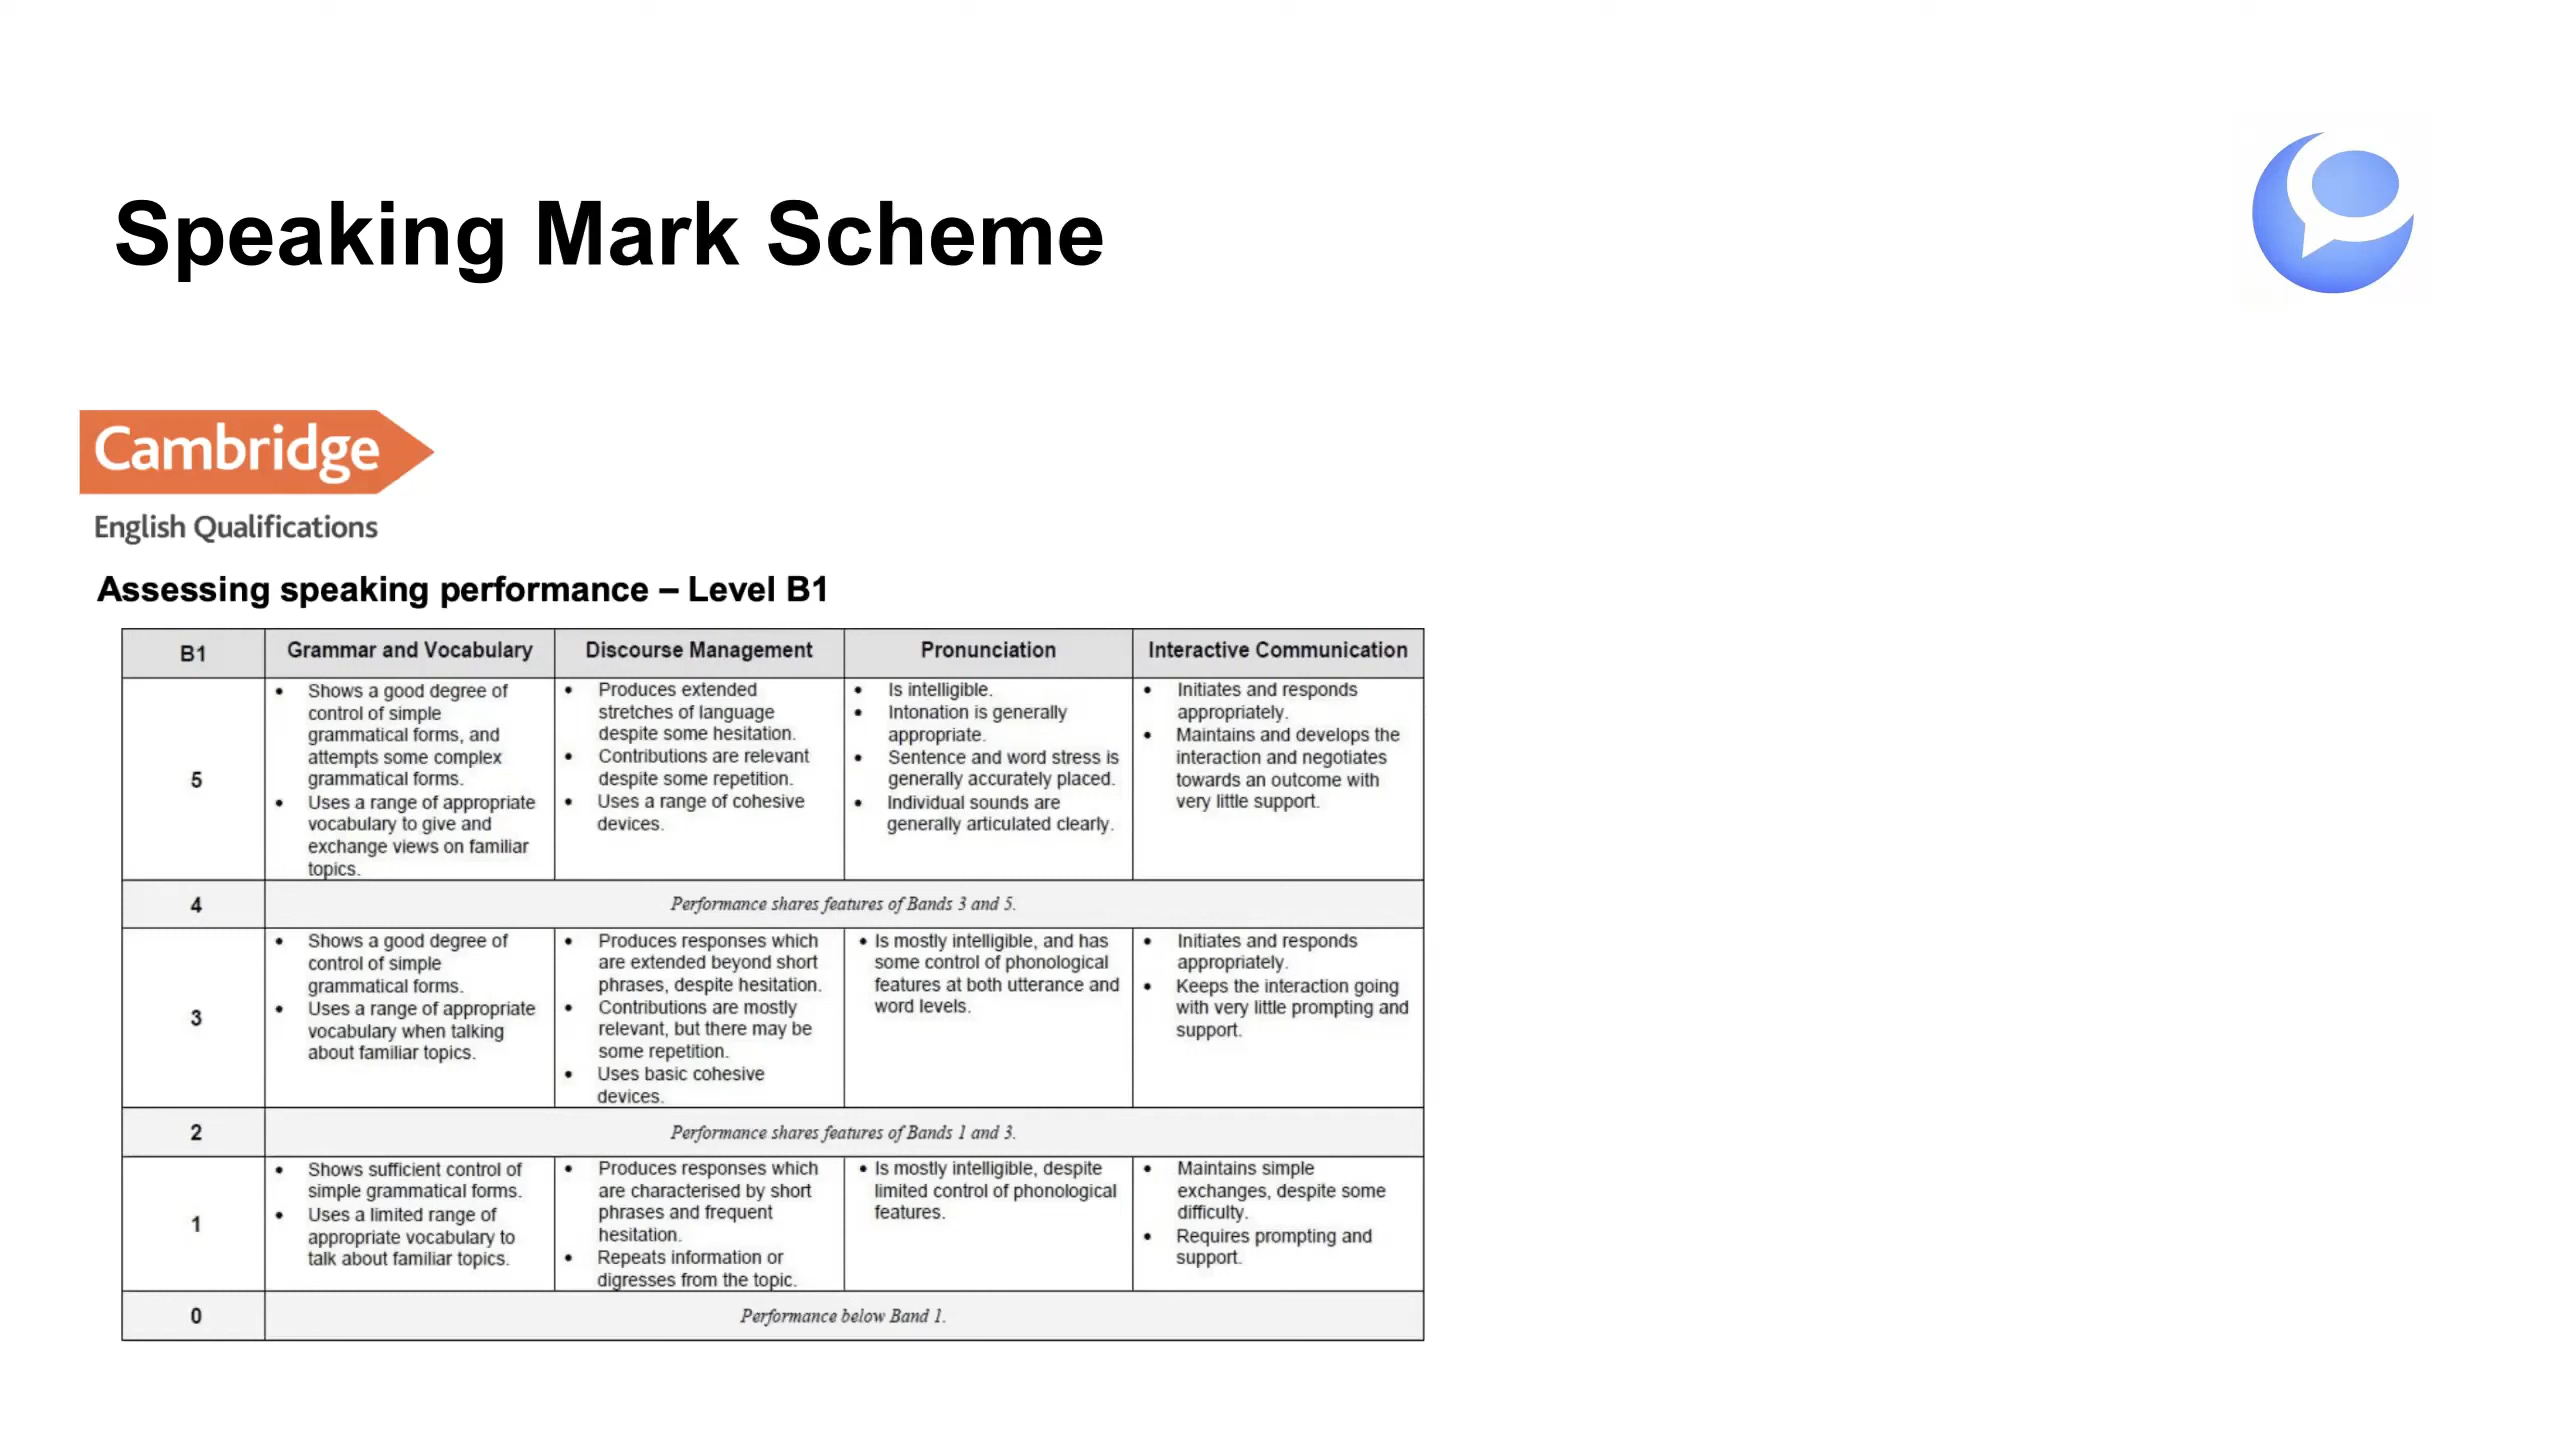 Speaking Mark Scheme
Cambridge
English Qualifications
Assessing speaking performance – Level B1
B1
Grammar and Vocabulary
Discourse Management
Pronunciation
Interactive Communication
5
• Shows a good degree of
control of simple
grammatical forms, and
attempts some complex
grammatical forms.
• Uses a range of appropriate
vocabulary to give and
exchange views on familiar
topics.
• Produces extended
stretches of language
despite some hesitation.
• Contributions are relevant
despite some repetition.
• Uses a range of cohesive
devices.
• Is intelligible.
• Intonation is generally
appropriate.
• Sentence and word stress is
generally accurately placed.
• Individual sounds are
generally articulated clearly.
• Initiates and responds
appropriately.
• Maintains and develops the
interaction and negotiates
towards an outcome with
very little support.
4
Performance shares features of Bands 3 and 5.
3
• Shows a good degree of
control of simple
grammatical forms.
• Uses a range of appropriate
vocabulary when talking
about familiar topics.
• Produces responses which
are extended beyond short
phrases, despite hesitation.
• Contributions are mostly
relevant, but there may be
some repetition.
• Uses basic cohesive
devices.
• Is mostly intelligible, and has
some control of phonological
features at both utterance and
word levels.
• Initiates and responds
appropriately.
• Keeps the interaction going
with very little prompting and
support.
2
Performance shares features of Bands 1 and 3.
1
• Shows sufficient control of
simple grammatical forms.
• Uses a limited range of
appropriate vocabulary to
talk about familiar topics.
• Produces responses which
are characterised by short
phrases and frequent
hesitation.
• Repeats information or
digresses from the topic.
• Is mostly intelligible, despite
limited control of phonological
features.
• Maintains simple
exchanges, despite some
difficulty.
• Requires prompting and
support.
0
Performance below Band 1.